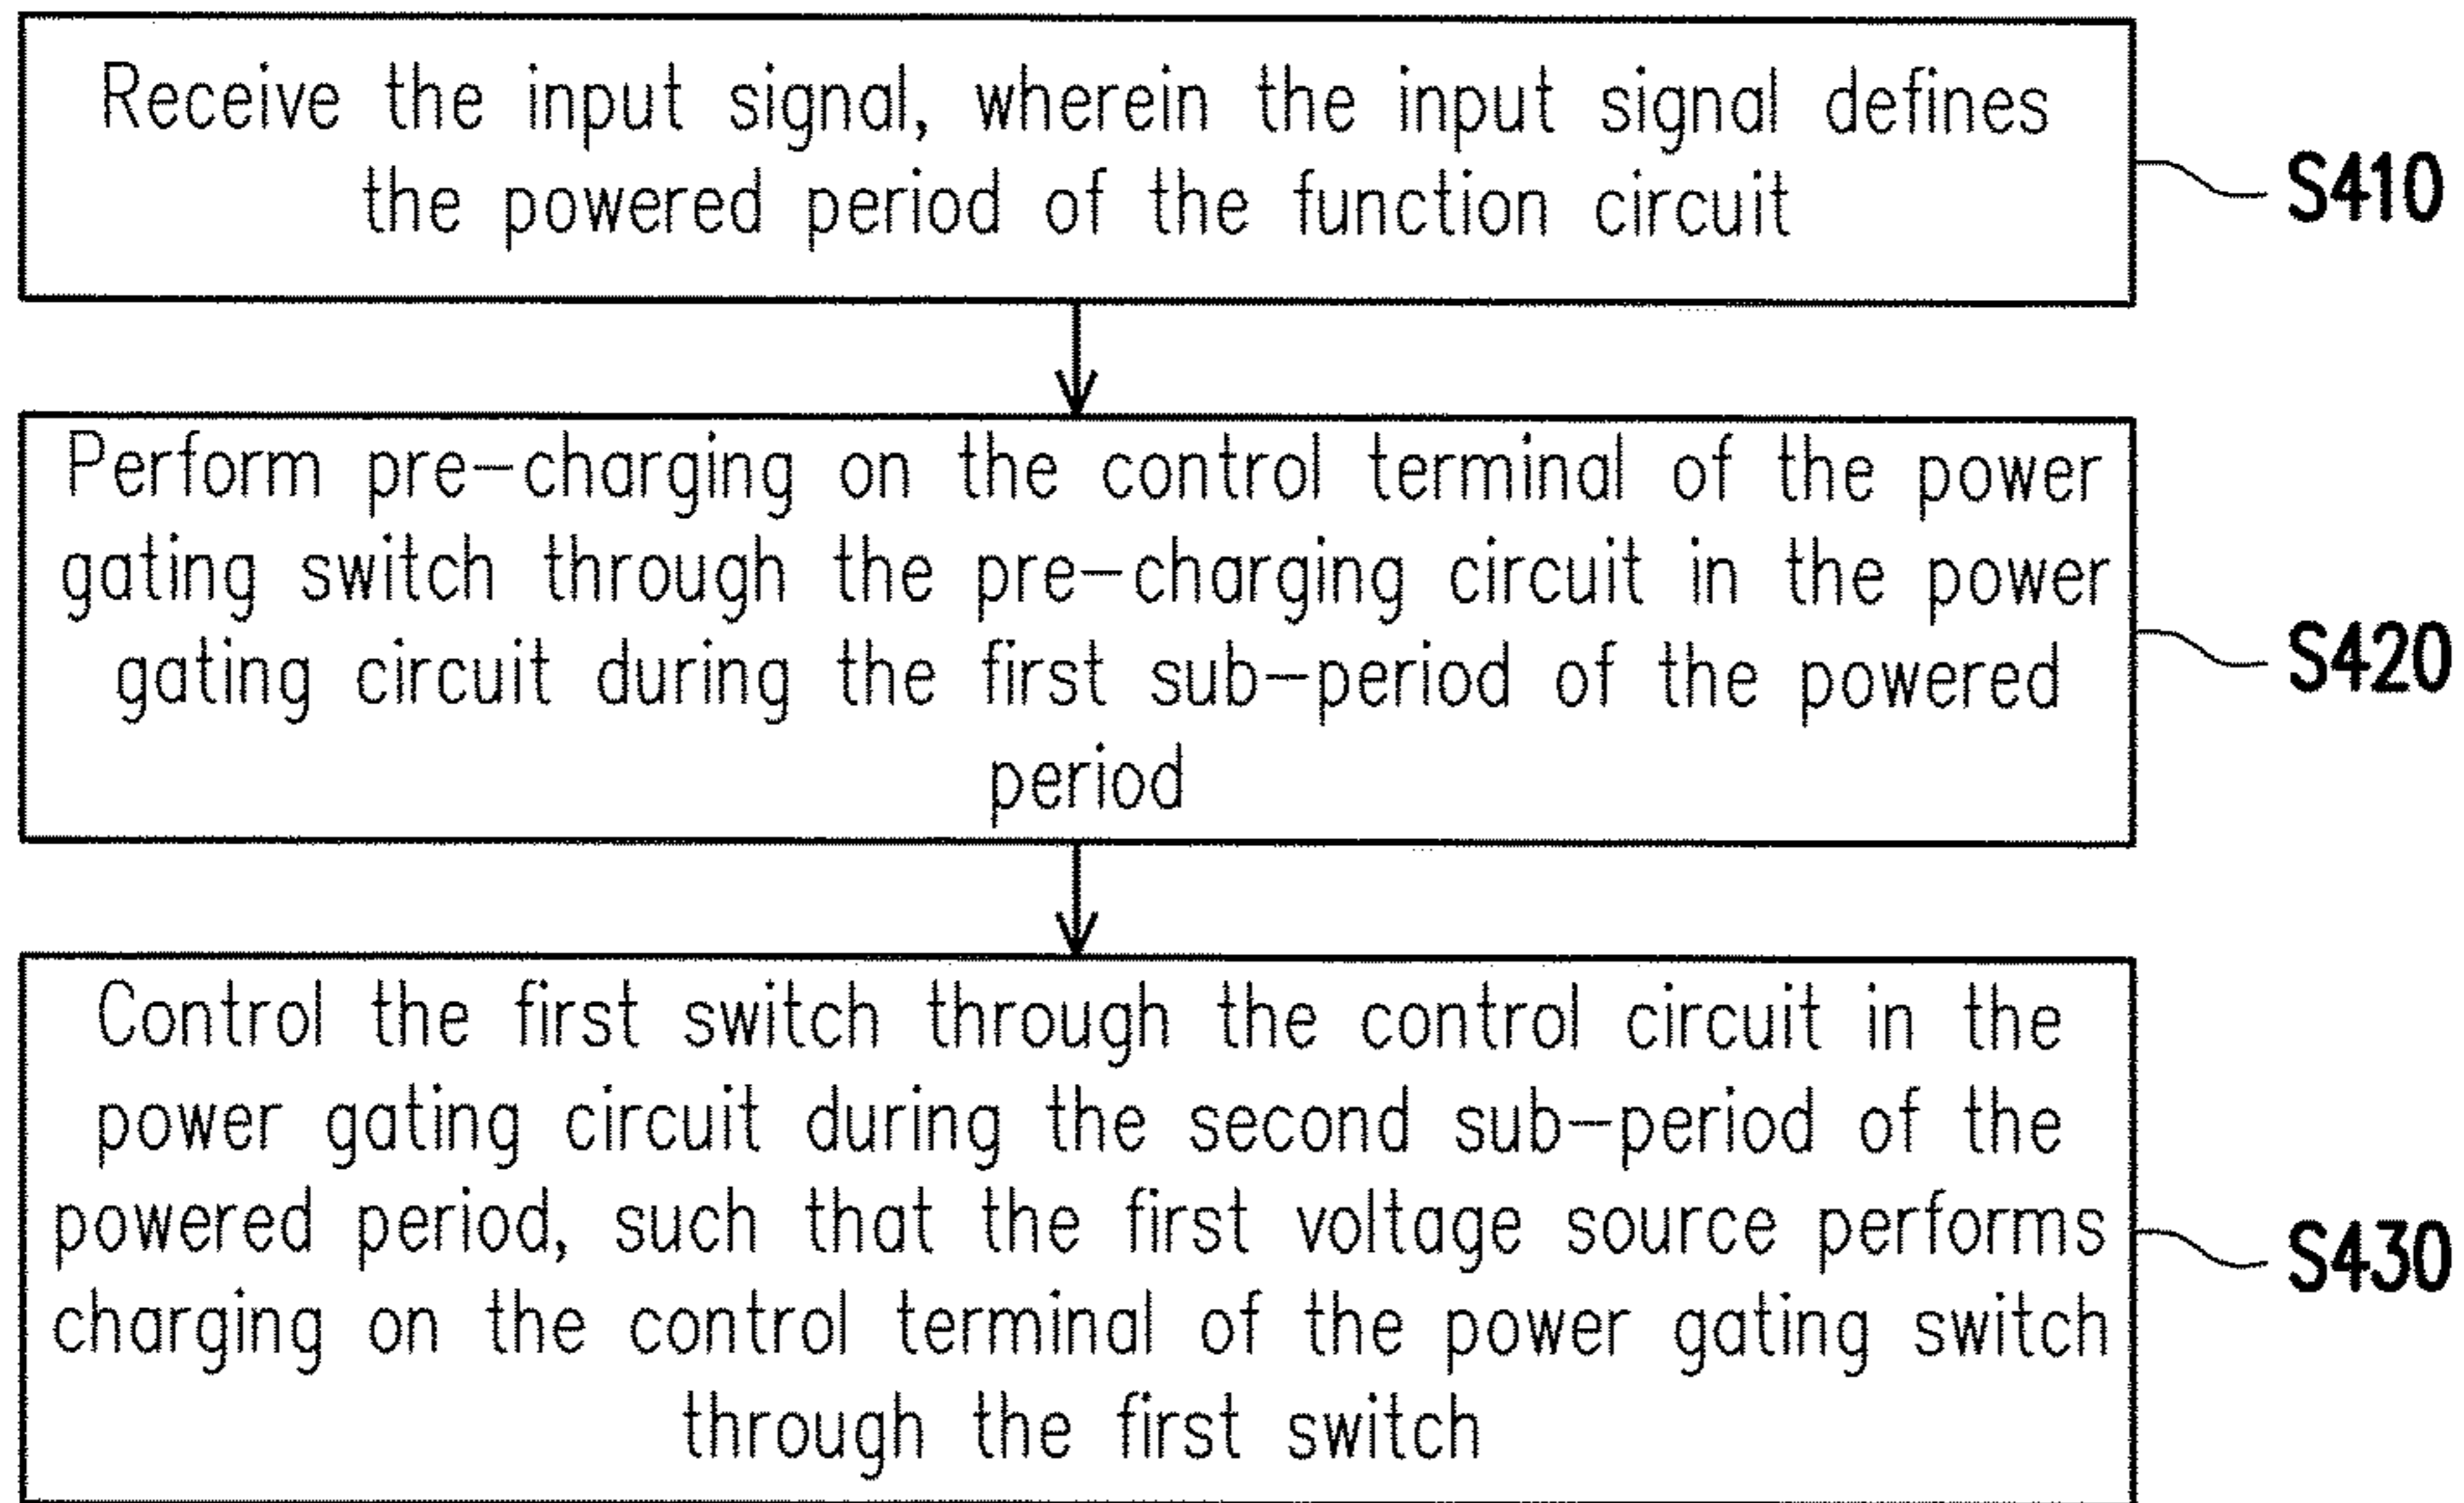 Receive the input signal, wherein the input signal defines
the powered period of the function circuit
S410
Perform pre-charging on the control terminal of the power
gating switch through the pre-charging circuit in the power
gating circuit during the first sub-period of the powered
period
S420
Control the first switch through the control circuit in the
power gating circuit during the second sub-period of the
powered period, such that the first voltage source performs
charging on the control terminal of the power gating switch
through the first switch
S430